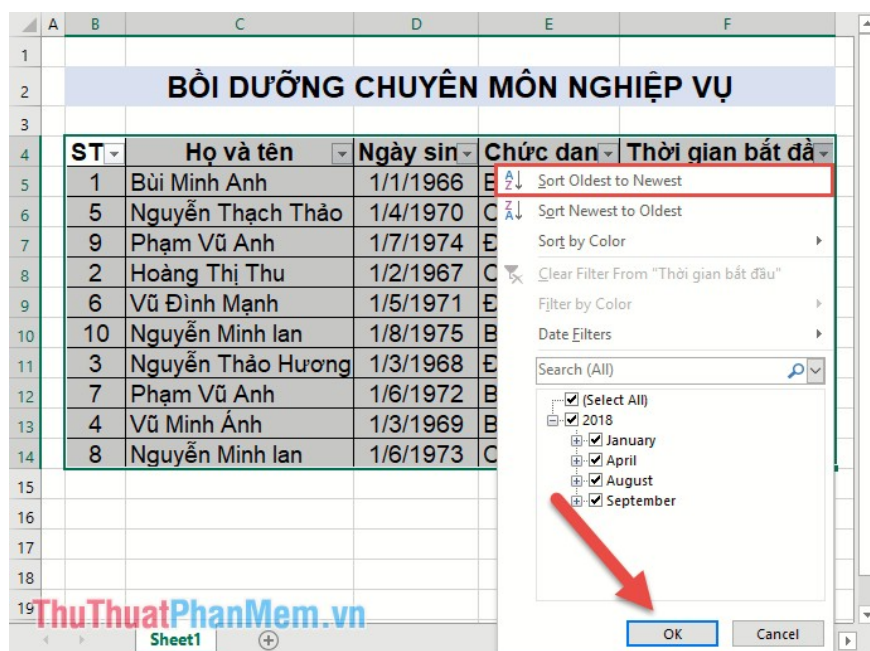 A B C D E F
1
2 BỒI DƯỠNG CHUYÊN MÔN NGHIỆP VỤ
3
4 ST Họ và tên Ngày sin Chức dan Thời gian bắt đầ
5 1 Bùi Minh Anh 1/1/1966 Sort Oldest to Newest
6 5 Nguyễn Thạch Thảo 1/4/1970 C Sort Newest to Oldest
7 9 Phạm Vũ Anh 1/7/1974 Đ Sort by Color
8 2 Hoàng Thị Thu 1/2/1967 C Clear Filter From "Thời gian bắt đầu"
9 6 Vũ Đình Mạnh 1/5/1971 Đ Filter by Color
10 10 Nguyễn Minh lan 1/8/1975 B Date Filters
11 3 Nguyễn Thảo Hương 1/3/1968 Đ Search (All)
12 7 Phạm Vũ Anh 1/6/1972 B (Select All)
13 4 Vũ Minh Ánh 1/3/1969 B 2018
January
14 8 Nguyễn Minh lan 1/6/1973 C April
15 August
16 September
17
18
19 ThuThuatPhanMem.vn
OK Cancel
Sheet1